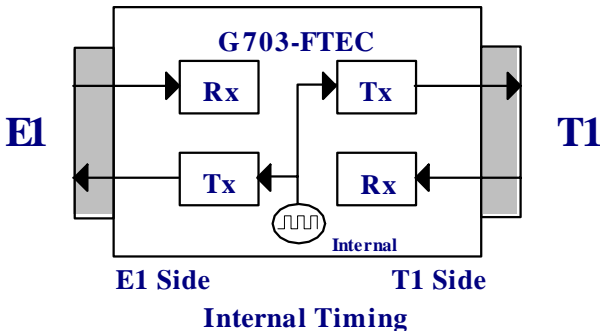 G703-FTEC
Rx
Tx
E1
T1
Tx
Rx
Internal
E1 Side
T1 Side
Internal Timing